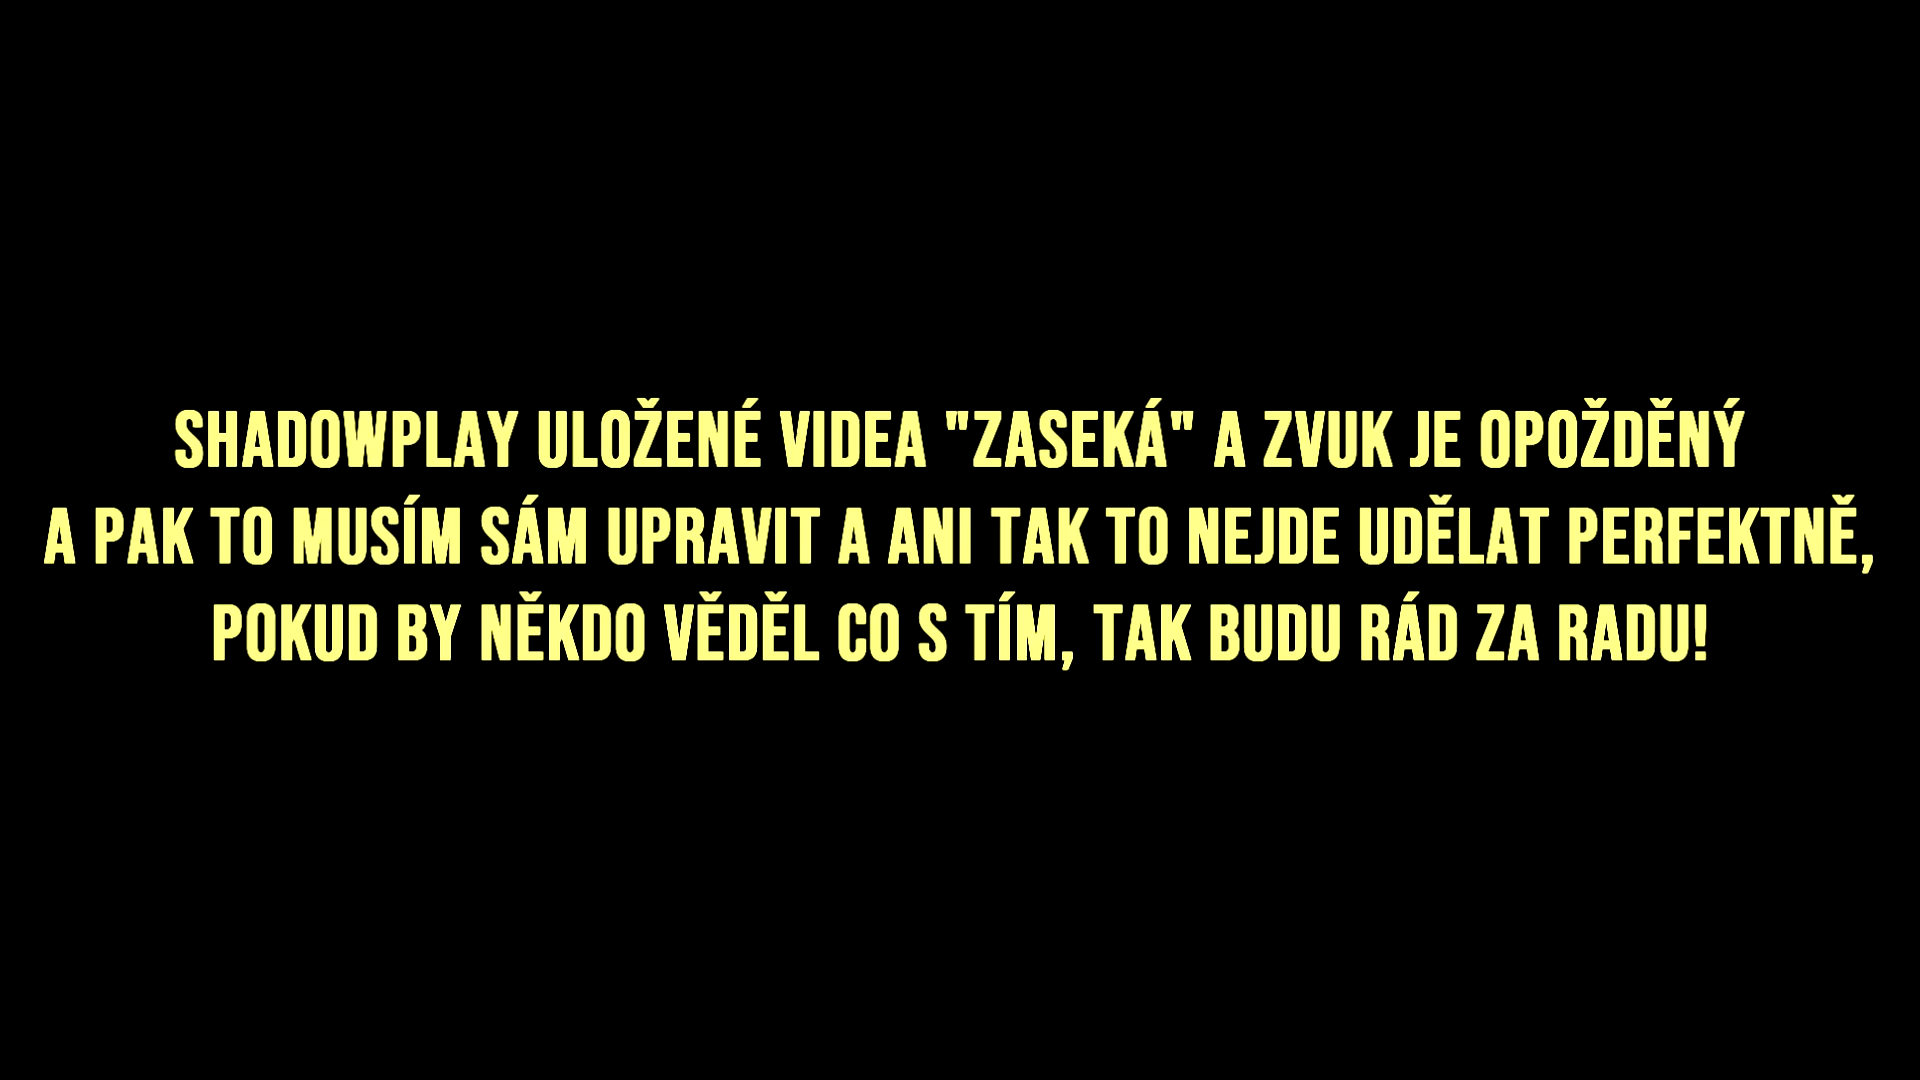 SHADOWPLAY ULOŽENÉ VIDEA "ZASEKÁ" A ZVUK JE OPOŽDĚNÝ
A PAK TO MUSÍM SÁM UPRAVIT A ANI TAK TO NEJDE UDĚLAT PERFEKTNĚ,
POKUD BY NĚKDO VĚDĚL CO S TÍM, TAK BUDU RÁD ZA RADU!